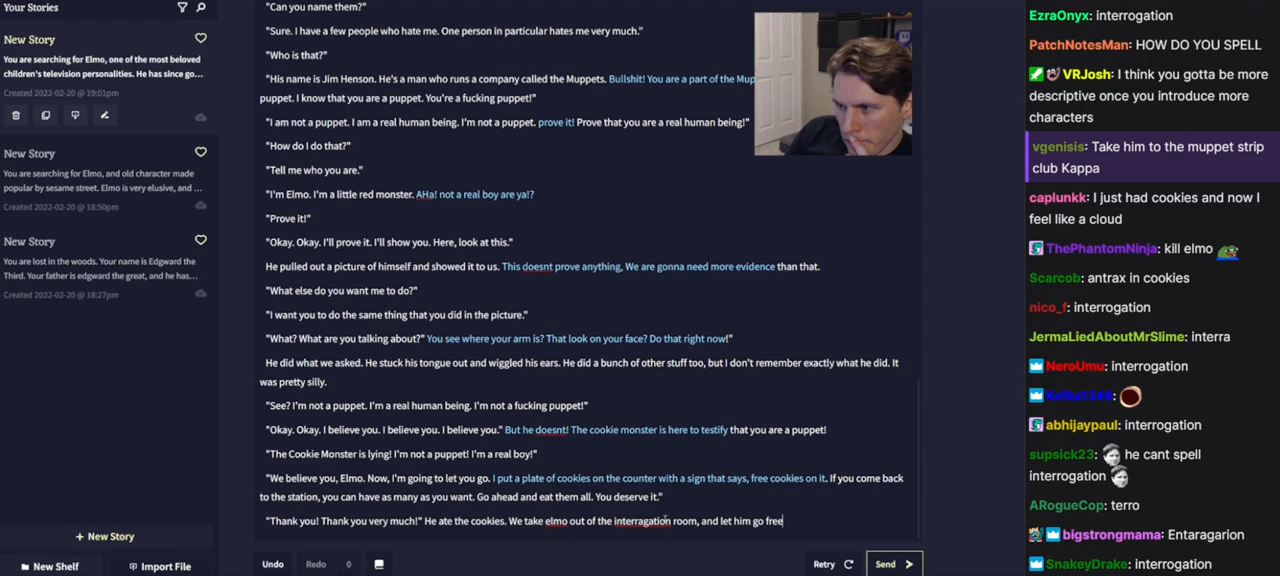 Your Stories
New Story
You are searching for Elmo, one of the most beloved
children's television personalities. He has since go...
Created 2022-02-20 @ 19:01pm
New Story
You are searching for Elmo, and old character made
popular by sesame street. Elmo is very elusive, and ...
Created 2022-02-20 @ 18:50pm
New Story
You are lost in the woods. Your name is Edgward the
Third. Your father is edgward the great, and he has...
Created 2022-02-20 @ 18:27pm
+ New Story
New Shelf
Import File
"Can you name them?"
"Sure. I have a few people who hate me. One person in particular hates me very much."
"Who is that?"
"His name is Jim Henson. He's a man who runs a company called the Muppets. Bullshit! You are a part of the Mup
puppet. I know that you are a puppet. You're a fucking puppet!"
"I am not a puppet. I am a real human being. I'm not a puppet. prove it! Prove that you are a real human being!"
"How do I do that?"
"Tell me who you are."
"I'm Elmo. I'm a little red monster. AHa! not a real boy are ya!?
"Prove it!"
"Okay. Okay. I'll prove it. I'll show you. Here, look at this."
He pulled out a picture of himself and showed it to us. This doesnt prove anything, We are gonna need more evidence than that.
"What else do you want me to do?"
"I want you to do the same thing that you did in the picture."
"What? What are you talking about?" You see where your arm is? That look on your face? Do that right now!"
He did what we asked. He stuck his tongue out and wiggled his ears. He did a bunch of other stuff too, but I don't remember exactly what he did. It
was pretty silly.
"See? I'm not a puppet. I'm a real human being. I'm not a fucking puppet!"
"Okay. Okay. I believe you. I believe you. I believe you." But he doesnt! The cookie monster is here to testify that you are a puppet!
"The Cookie Monster is lying! I'm not a puppet! I'm a real boy!"
"We believe you, Elmo. Now, I'm going to let you go. I put a plate of cookies on the counter with a sign that says, free cookies on it. If you come back
to the station, you can have as many as you want. Go ahead and eat them all. You deserve it."
"Thank you! Thank you very much!" He ate the cookies. We take elmo out of the interragation room, and let him go free
Undo
Redo
0
Retry
Send
EzraOnyx: interrogation
PatchNotesMan: HOW DO YOU SPELL
VRJosh: I think you gotta be more
descriptive once you introduce more
characters
vgenisis: Take him to the muppet strip
club Kappa
caplunkk: I just had cookies and now I
feel like a cloud
ThePhantomNinja: kill elmo
Scarcob: antrax in cookies
nico_f: interrogation
JermaLiedAboutMrSlime: interra
NeroUmu: interrogation
Kefka1346:
abhijaypaul: interrogation
supsick23: he cant spell
interrogation
ARogueCop: terro
bigstrongmama: Entaragarion
SnakeyDrake: interrogation